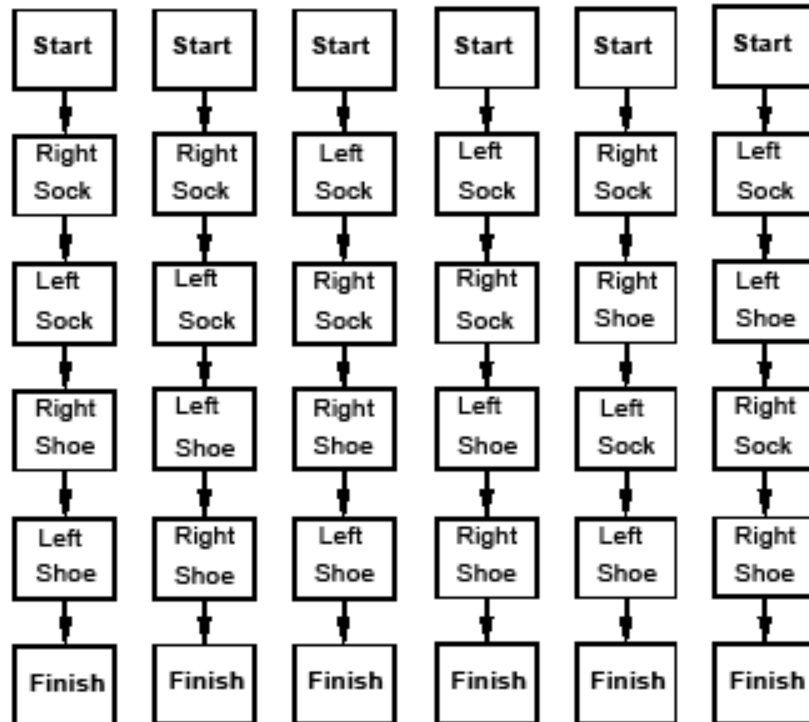 Start Start Start Start Start Start
Right Right Left Left Right Left
Sock Sock Sock Sock Sock Sock
Left Left Right Right Right Left
Sock Sock Sock Sock Shoe Shoe
Right Left Right Left Left Right
Shoe Shoe Shoe Shoe Sock Sock
Left Right Left Right Left Right
Shoe Shoe Shoe Shoe Shoe Shoe
Finish Finish Finish Finish Finish Finish